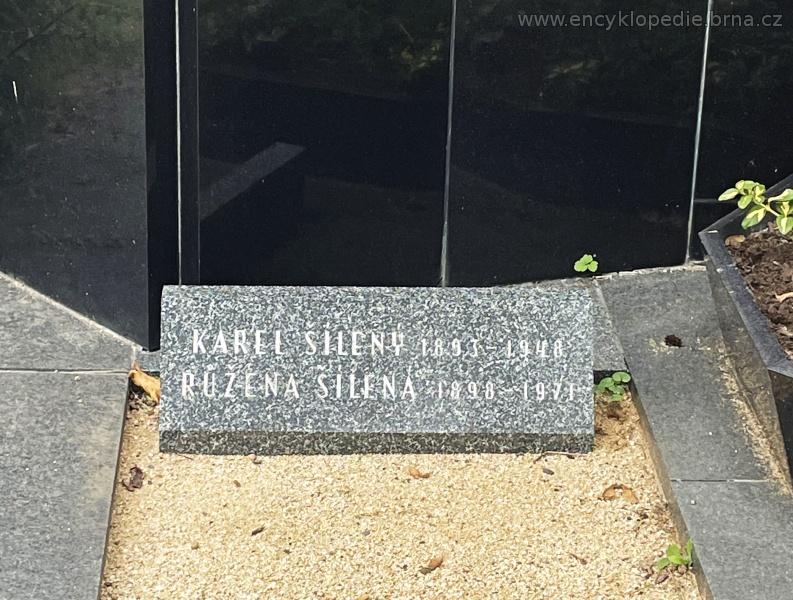 www.encyklopedie.brna.cz
KAREL ŠÍLENÝ 1893-1948
RŮŽENA ŠÍLENÁ 1898-1971